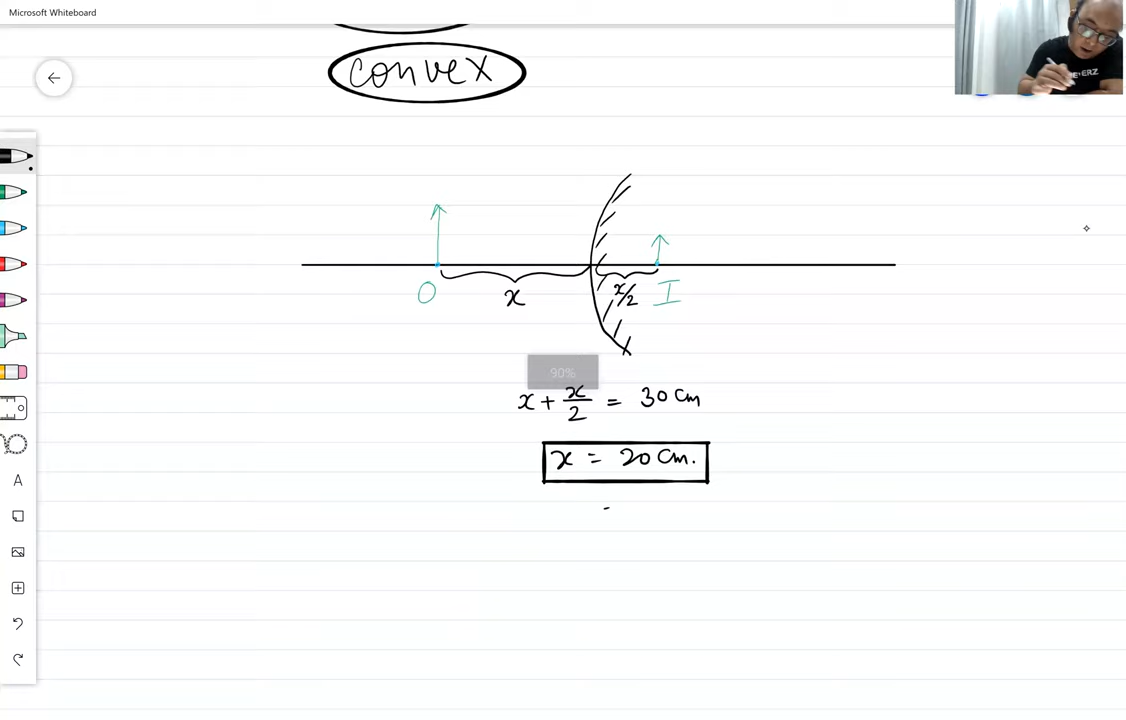 Microsoft Whiteboard
convex
O
x
x/2
I
90%
x + x/2 = 30 cm
x = 20 cm.
A